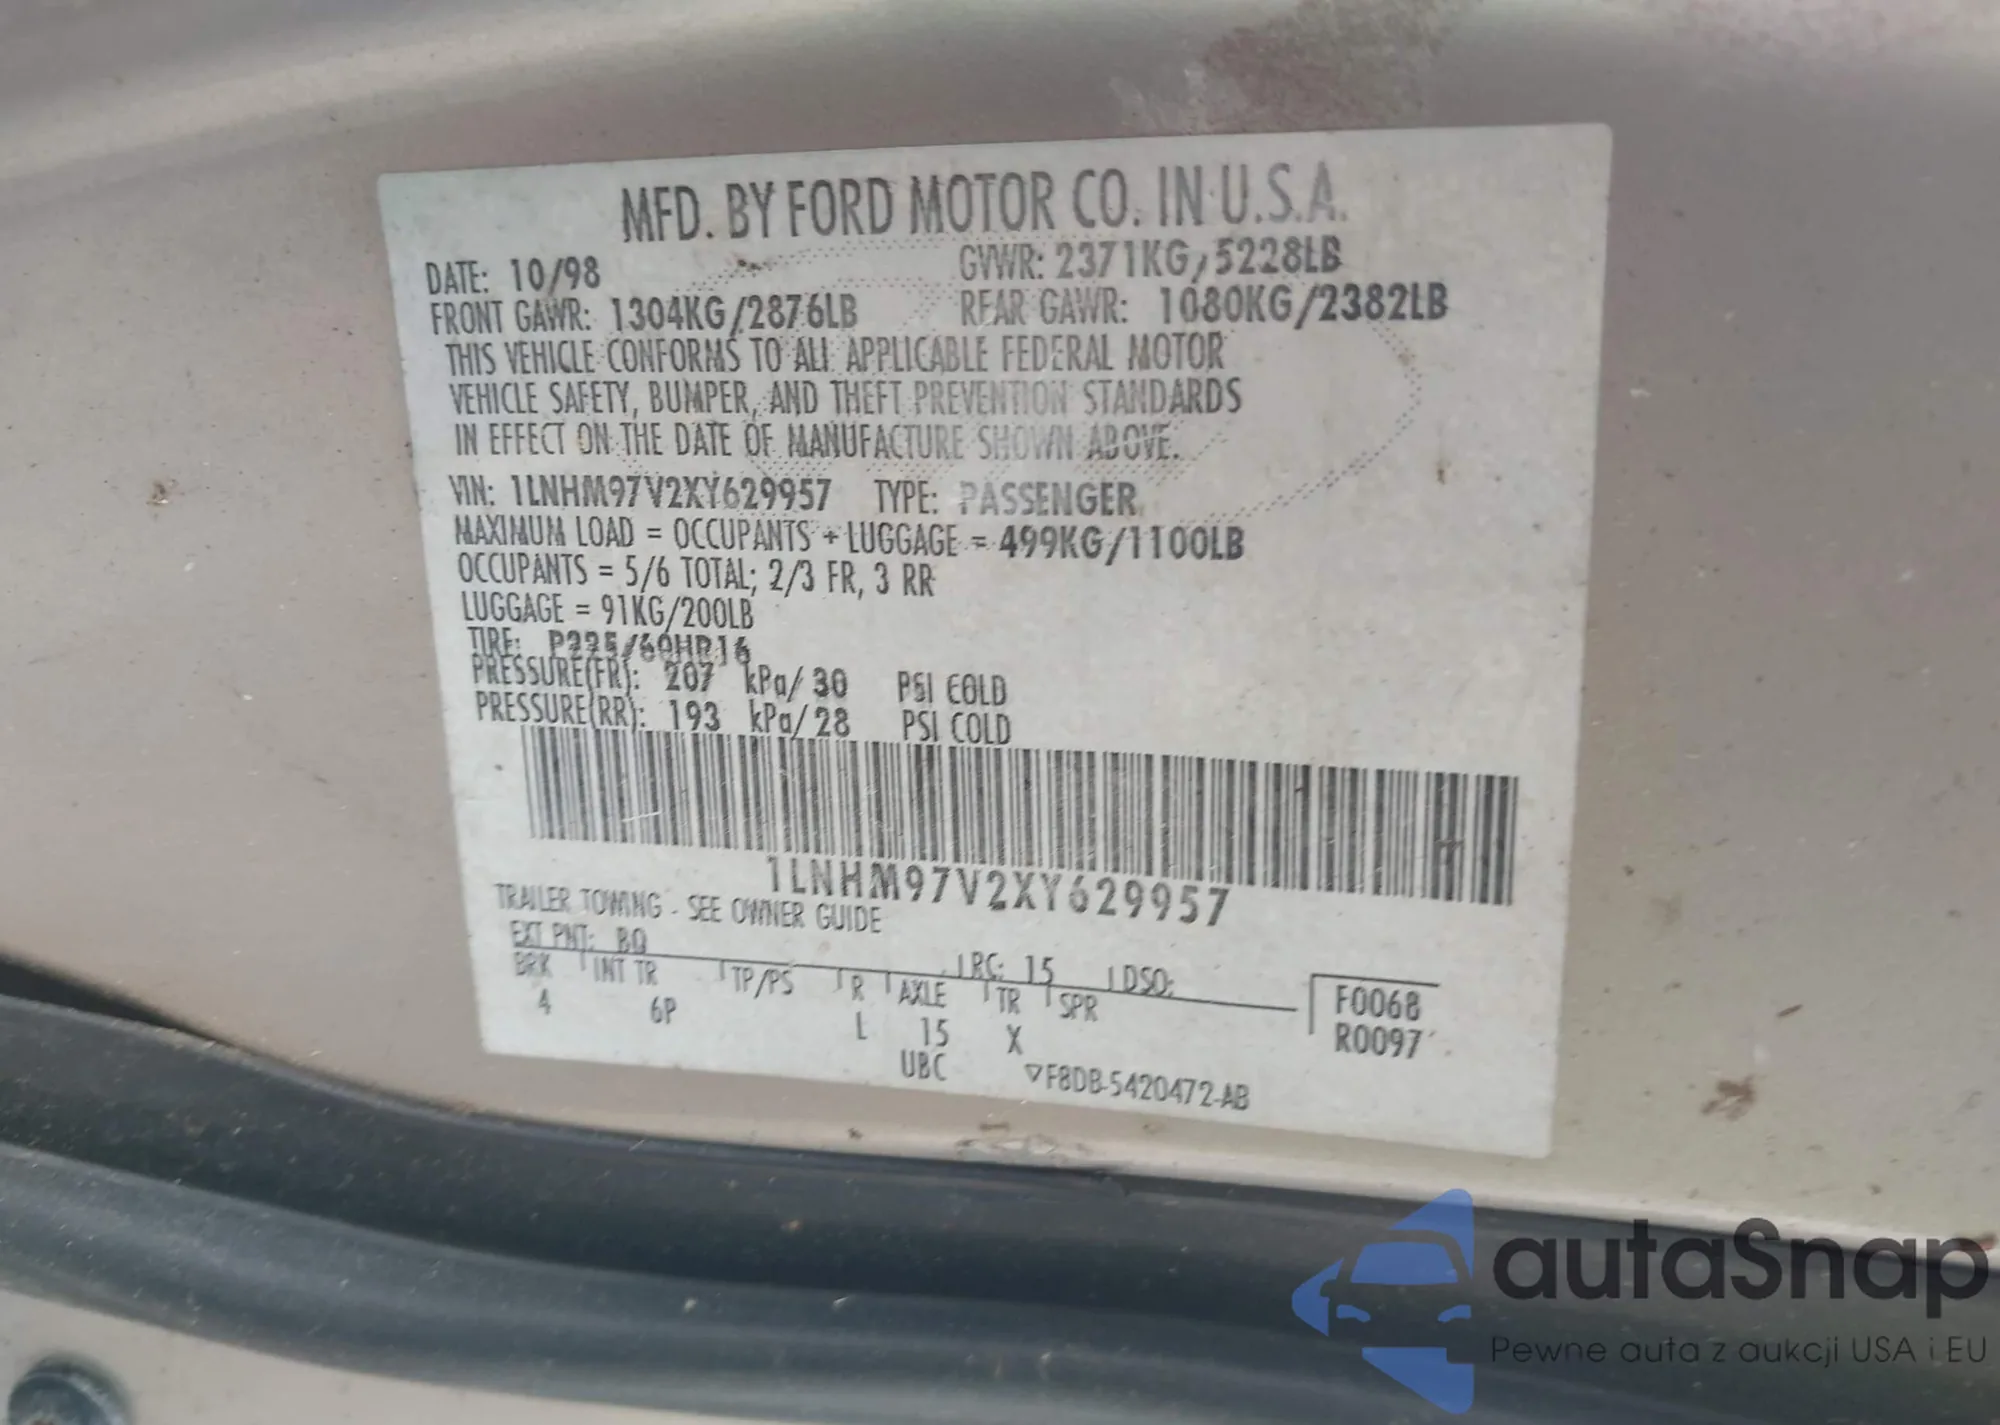 MFD. BY FORD MOTOR CO. IN U.S.A.
DATE: 10/98 GVWR: 2371KG/5228LB
FRONT GAWR: 1304KG/2876LB REAR GAWR: 1080KG/2382LB
THIS VEHICLE CONFORMS TO ALL APPLICABLE FEDERAL MOTOR
VEHICLE SAFETY, BUMPER, AND THEFT PREVENTION STANDARDS
IN EFFECT ON THE DATE OF MANUFACTURE SHOWN ABOVE.
VIN: 1LNHM97V2XY629957 TYPE: PASSENGER
MAXIMUM LOAD = OCCUPANTS + LUGGAGE = 499KG/1100LB
OCCUPANTS = 5/6 TOTAL; 2/3 FR, 3 RR
LUGGAGE = 91KG/200LB
TIRE: P225/60HR16
PRESSURE(FR): 207 kPa/ 30 PSI COLD
PRESSURE(RR): 193 kPa/ 28 PSI COLD
1LNHM97V2XY629957
TRAILER TOWING - SEE OWNER GUIDE
EXT PNT: BQ RC: 15 DSO:
BRK INT TR TP/PS R AXLE TR SPR F0068
4 6P L 15 X R0097
UBC ▽F8DB-5420472-AB
autaSnap
Pewne auta z aukcji USA i EU